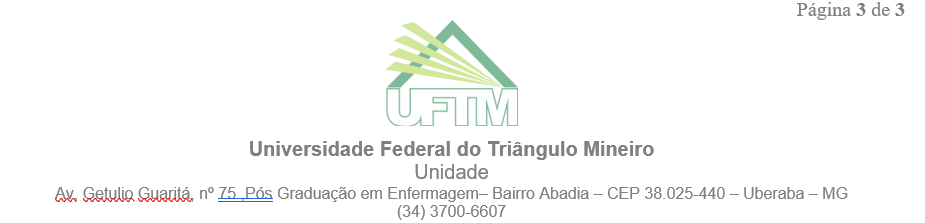 Página 3 de 3
UFTM
Universidade Federal do Triângulo Mineiro
Unidade
Av. Getulio Guaritá, nº 75 ,Pós Graduação em Enfermagem– Bairro Abadia – CEP 38.025-440 – Uberaba – MG
(34) 3700-6607